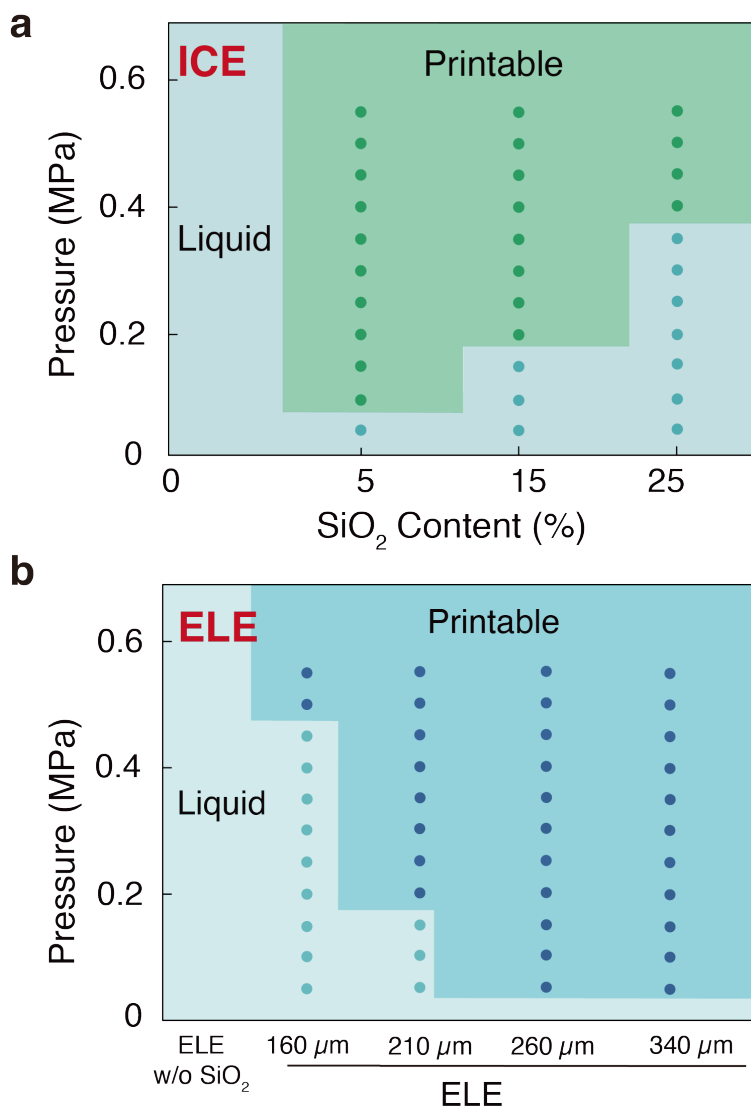 a
ICE
Printable
0.6
0.4
Liquid
0.2
0
Pressure (MPa)
0 5 15 25
SiO₂ Content (%)
b
ELE
Printable
0.6
0.4
Liquid
0.2
0
Pressure (MPa)
ELE 160 µm 210 µm 260 µm 340 µm
w/o SiO₂
ELE